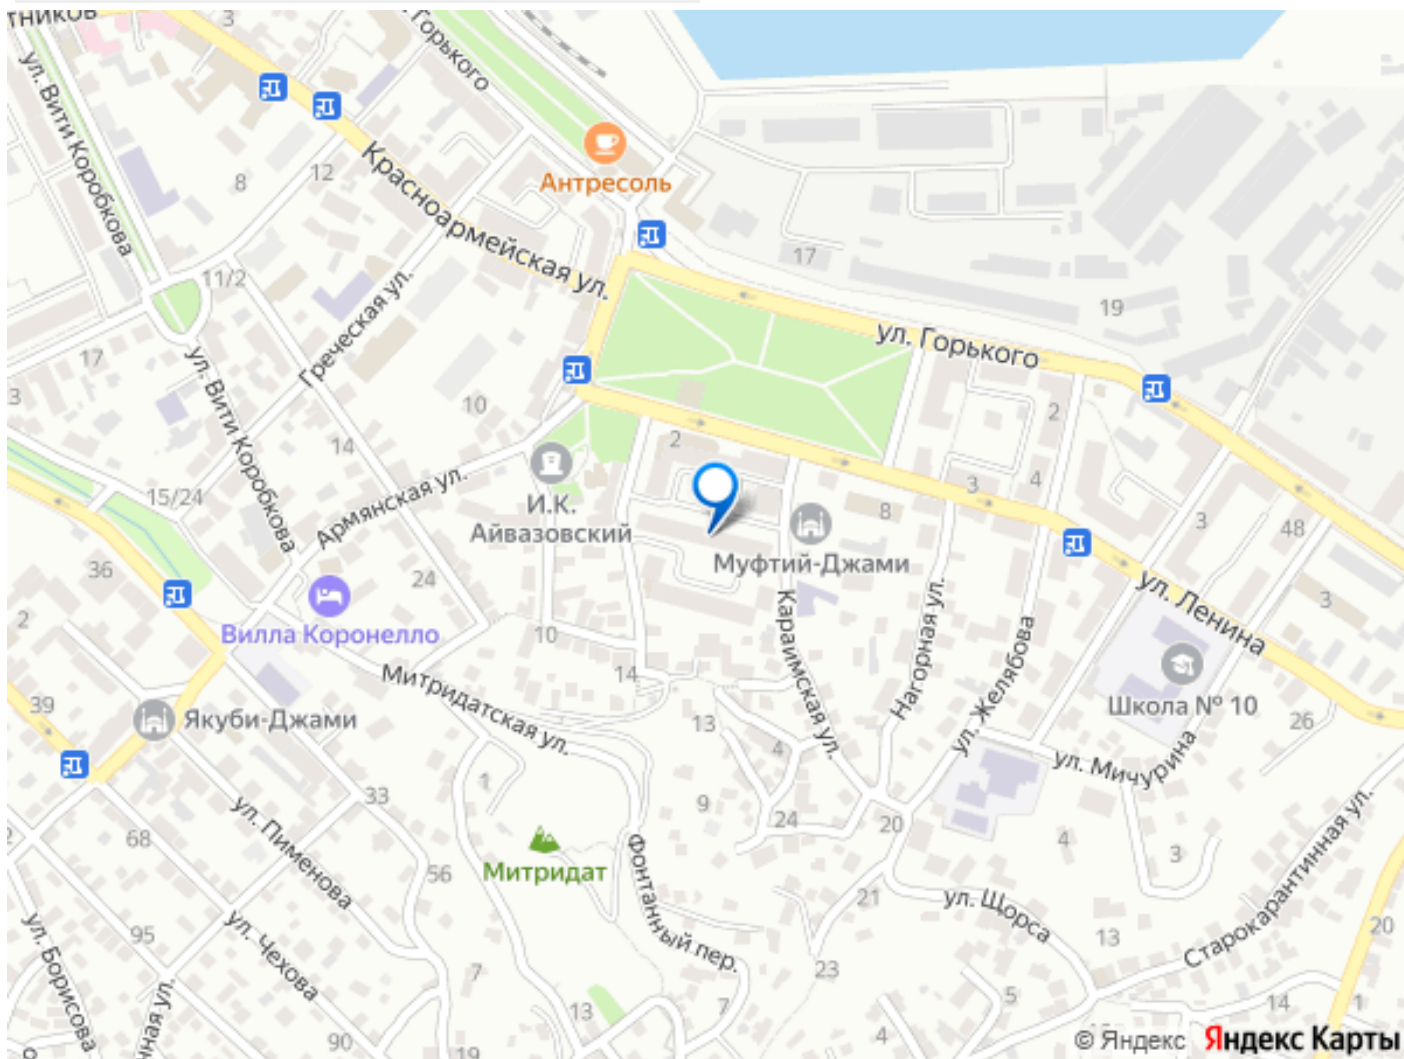 тников
3
ул. Горького
ул. Вити Коробкова
8
12
Красноармейская ул.
Антресоль
17
11/2
19
Греческая ул.
ул. Горького
17
3
10
2
2
14
ул. Вити Коробкова
4
3
15/24
Армянская ул.
И.К.
Айвазовский
8
3
48
Муфтий-Джами
36
24
ул. Ленина
3
2
Вилла Коронелло
10
Караимская ул.
Нагорная ул.
ул. Желябова
14
Митридатская ул.
39
Якуби-Джами
Школа № 10
26
13
4
ул. Мичурина
1
33
9
24
20
ул. Пименова
68
Митридат
Фонтанный пер.
4
3
Старокарантинная ул.
56
21
ул. Щорса
ул. Чехова
ул. Борисова
95
нная ул.
7
23
13
20
13
7
5
14
1
90
19
4
© Яндекс Яндекс Карты